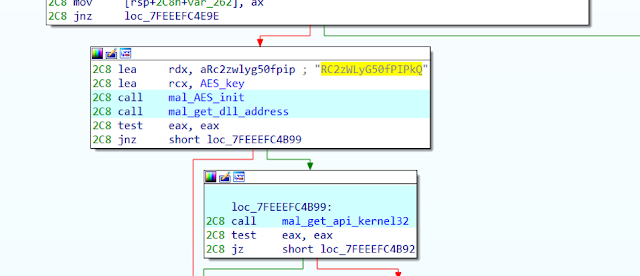 2C8 mov     [rsp+2C8h+var_262], ax
2C8 jnz     loc_7FEEEFC4E9E
2C8 lea     rdx, aRc2zwlyg50fpip ; "RC2zWLyG50fPIPkQ"
2C8 lea     rcx, AES_key
2C8 call    mal_AES_init
2C8 call    mal_get_dll_address
2C8 test    eax, eax
2C8 jnz     short loc_7FEEEFC4B99
loc_7FEEEFC4B99:
2C8 call    mal_get_api_kernel32
2C8 test    eax, eax
2C8 jz      short loc_7FEEEFC4B92